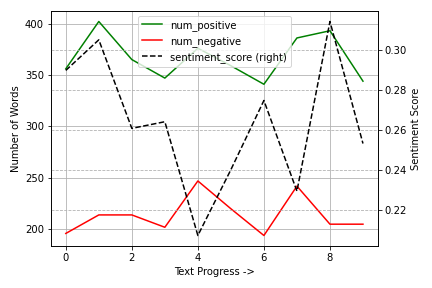 num_positive
num_negative
sentiment_score (right)
400
350
300
250
200
Number of Words
0.30
0.28
0.26
0.24
0.22
Sentiment Score
0 2 4 6 8
Text Progress ->